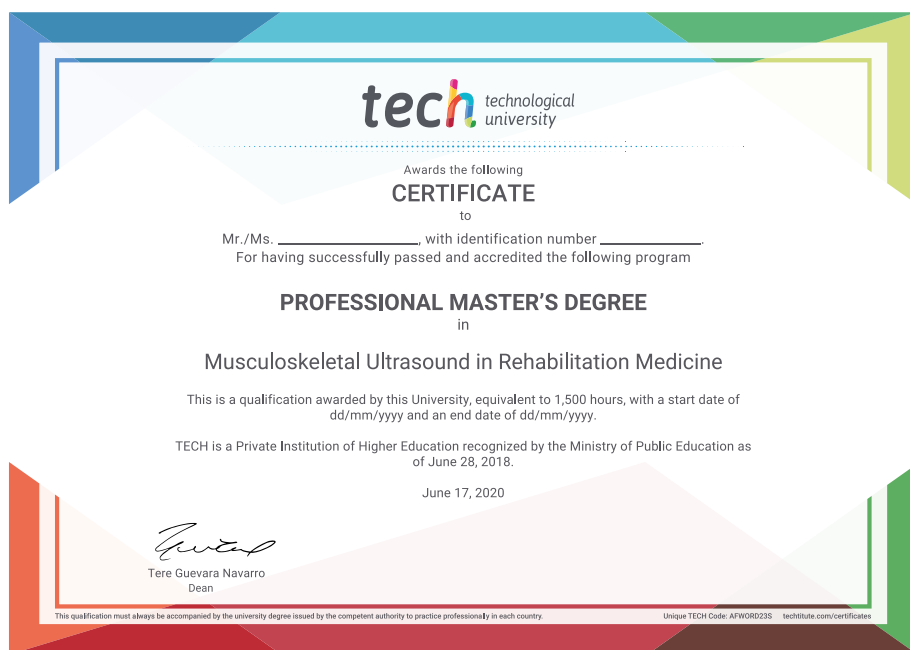 tech technological
university
Awards the following
CERTIFICATE
to
Mr./Ms. ____________________, with identification number ______________.
For having successfully passed and accredited the following program
PROFESSIONAL MASTER'S DEGREE
in
Musculoskeletal Ultrasound in Rehabilitation Medicine
This is a qualification awarded by this University, equivalent to 1,500 hours, with a start date of
dd/mm/yyyy and an end date of dd/mm/yyyy.
TECH is a Private Institution of Higher Education recognized by the Ministry of Public Education as
of June 28, 2018.
June 17, 2020
Tere Guevara Navarro
Dean
This qualification must always be accompanied by the university degree issued by the competent authority to practice professionally in each country. Unique TECH Code: AFWORD23S techtitute.com/certificates